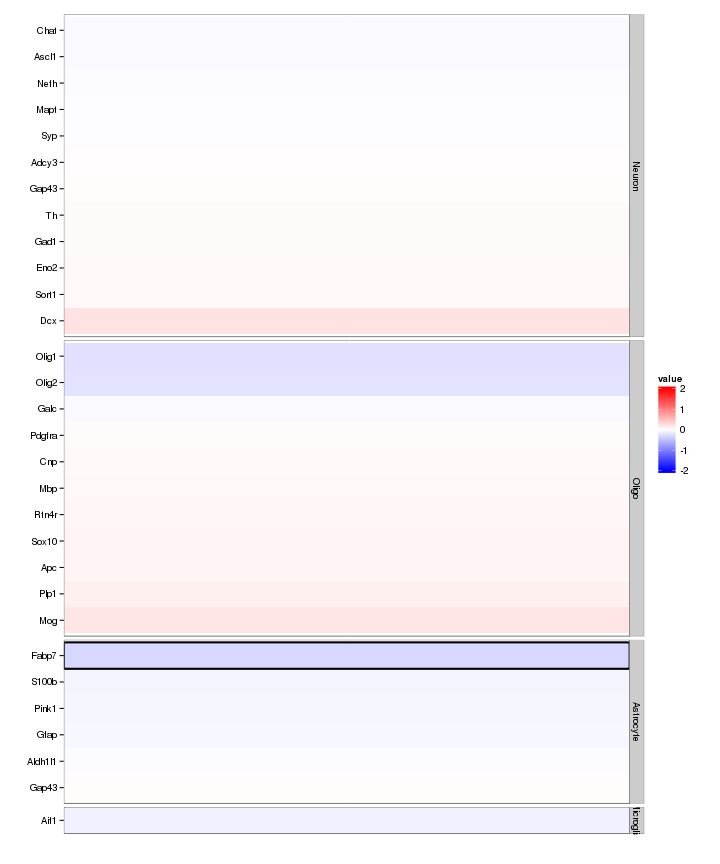 Chat
Ascl1
Nefh
Mapt
Syp
Adcy3
Gap43
Th
Gad1
Eno2
Sort1
Dcx
Neuron
Olig1
Olig2
Galc
Pdgfra
Cnp
Mbp
Rtn4r
Sox10
Apc
Plp1
Mog
Oligo
Fabp7
S100b
Pink1
Gfap
Aldh1l1
Gap43
Astrocyte
Aif1
value
2
1
0
-1
-2